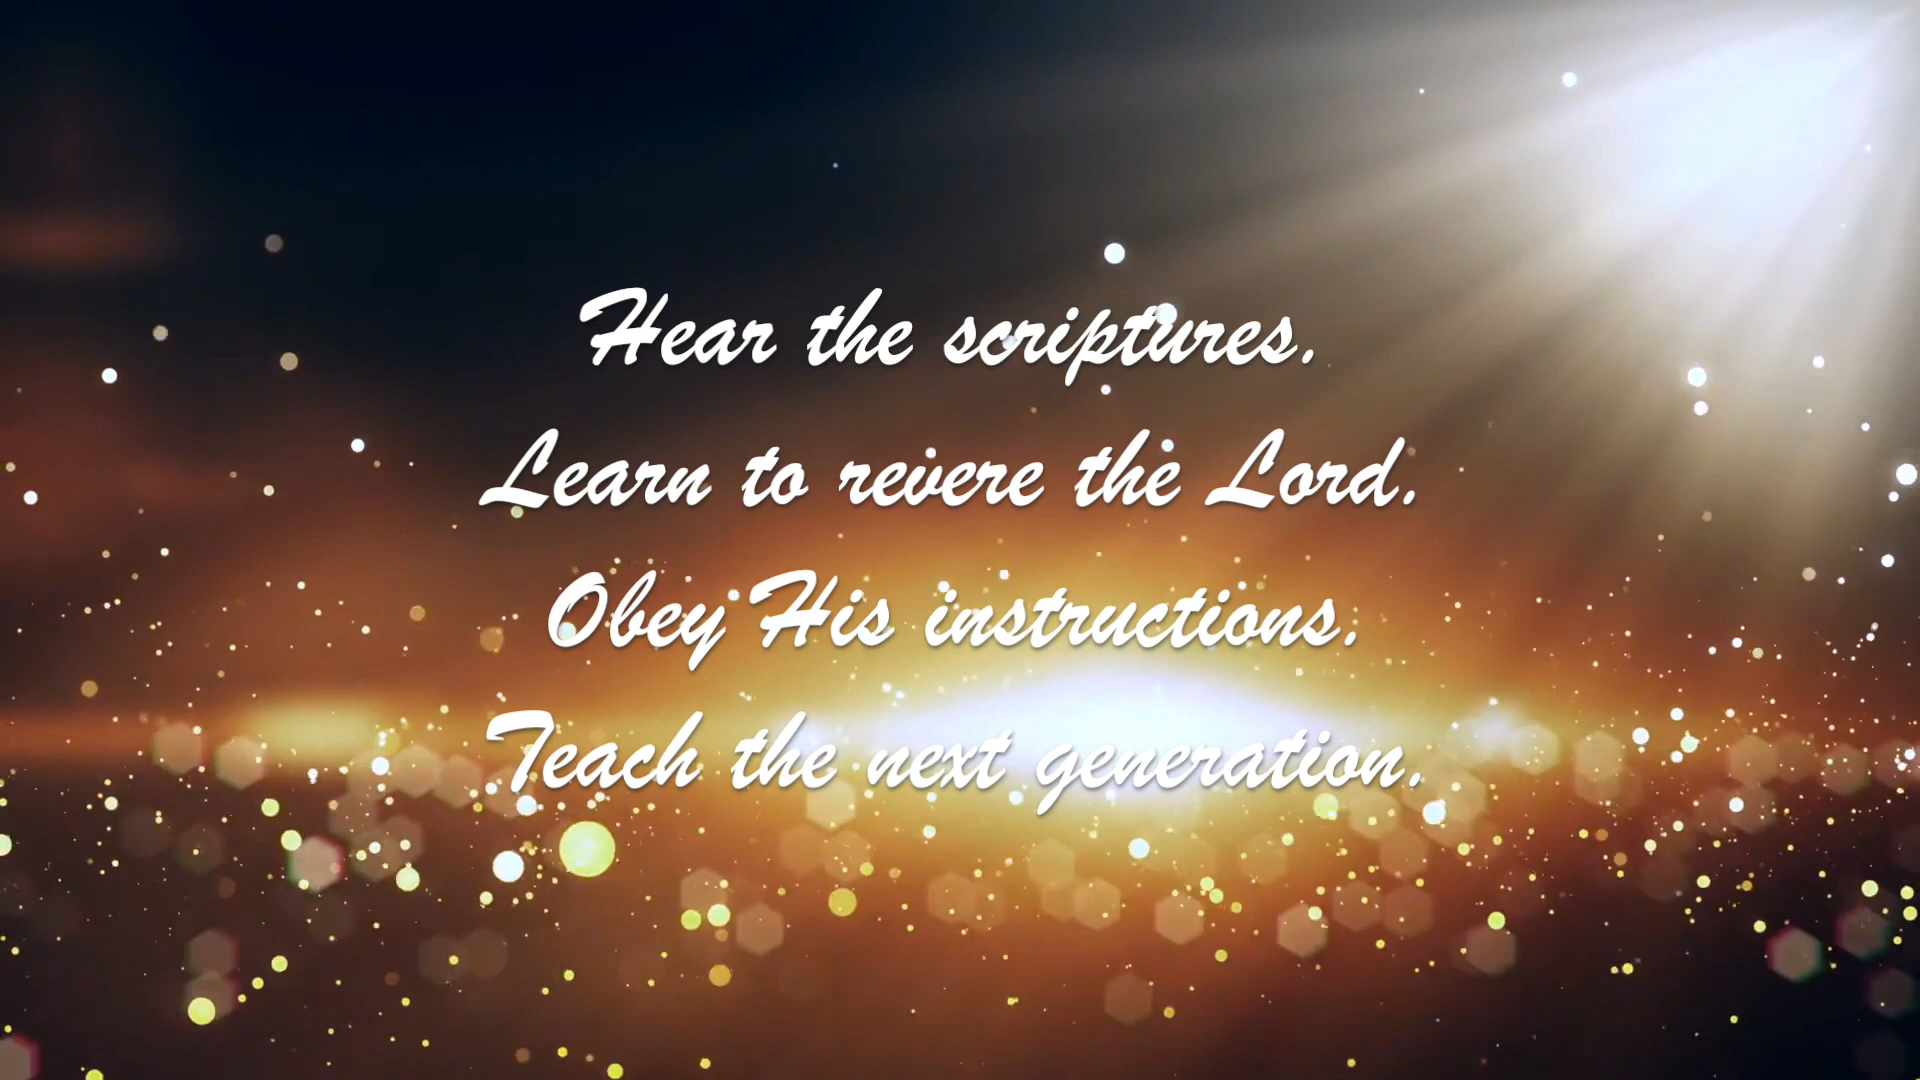 Hear the scriptures.
Learn to revere the Lord.
Obey His instructions.
Teach the next generation.